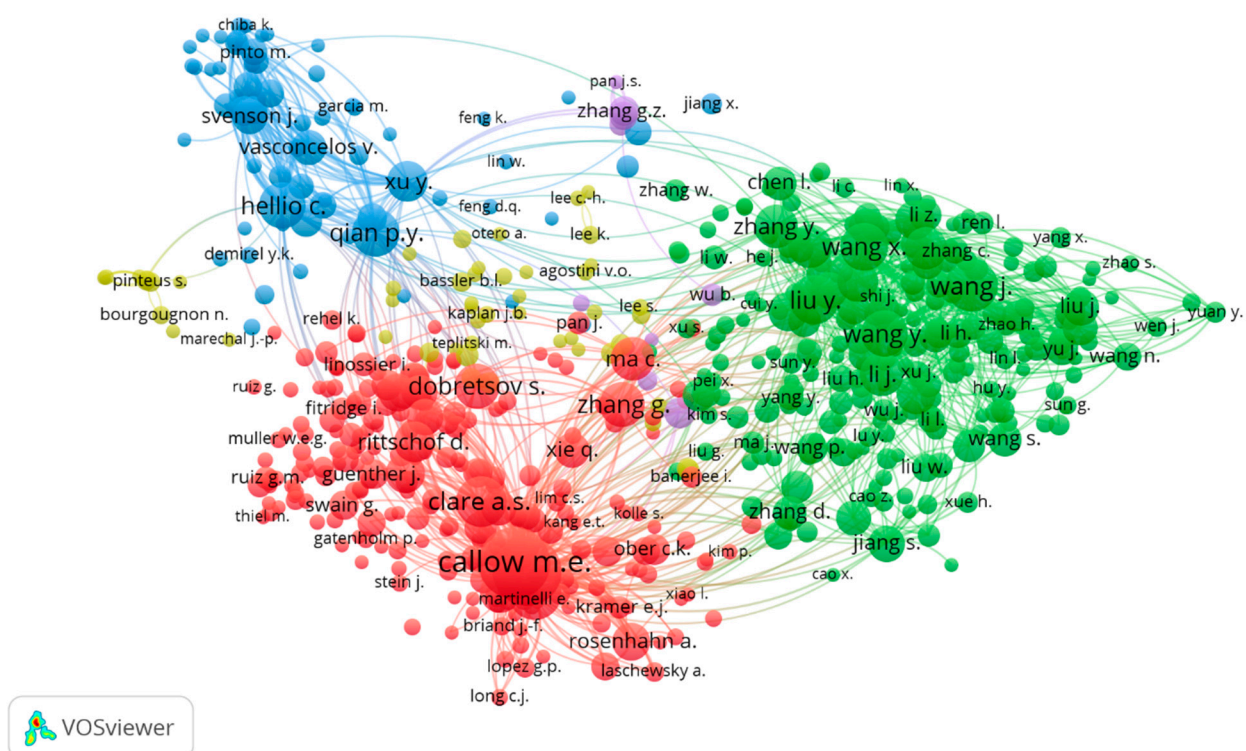 chiba k.
pinto m.
pan j.s.
svenson j.
garcia m.
zhang g.z.
jiang x.
feng k.
vasconcelos v.
lin w.
xu y.
zhang w.
chen l.
li c.
lin x.
hellio c.
feng d.q.
lee c.-h.
li z.
ren l.
qian p.y.
otero a.
lee k.
zhang y.
wang x.
zhang c.
yang x.
demirel y.k.
li w.
he j.
zhao s.
pinteus s.
bassler b.l.
agostini v.o.
wu b.
cui y.
liu y.
shi j.
wang j.
bourgougnon n.
kaplan j.b.
lee s.
liu j.
yuan y.
rehel k.
pan j.
xu s.
wang y.
li h.
zhao h.
wen j.
marechal j.-p.
teplitski m.
linossier i.
ma c.
sun y.
lin l.
yu j.
wang n.
ruiz g.
dobretsov s.
pei x.
liu h.
li j.
xu j.
hu y.
fitridge i.
zhang g.
kim s.
yang y.
wu j.
li l.
sung g.
muller w.e.g.
rittschof d.
xie q.
liu g.
ma j.
wang p.
lu y.
wang s.
ruiz g.m.
guenther j.
banerjee i.
liu w.
thiel m.
swain g.
clare a.s.
lim c.s.
kolle s.
zhang d.
cao z.
xue h.
gatenholm p.
kang e.t.
ober c.k.
kim p.
jiang s.
callow m.e.
stein j.
cao x.
martinelli e.
kramer e.j.
xiao l.
briand j.-f.
rosenhahn a.
lopez g.p.
laschewsky a.
long c.j.
VOSviewer